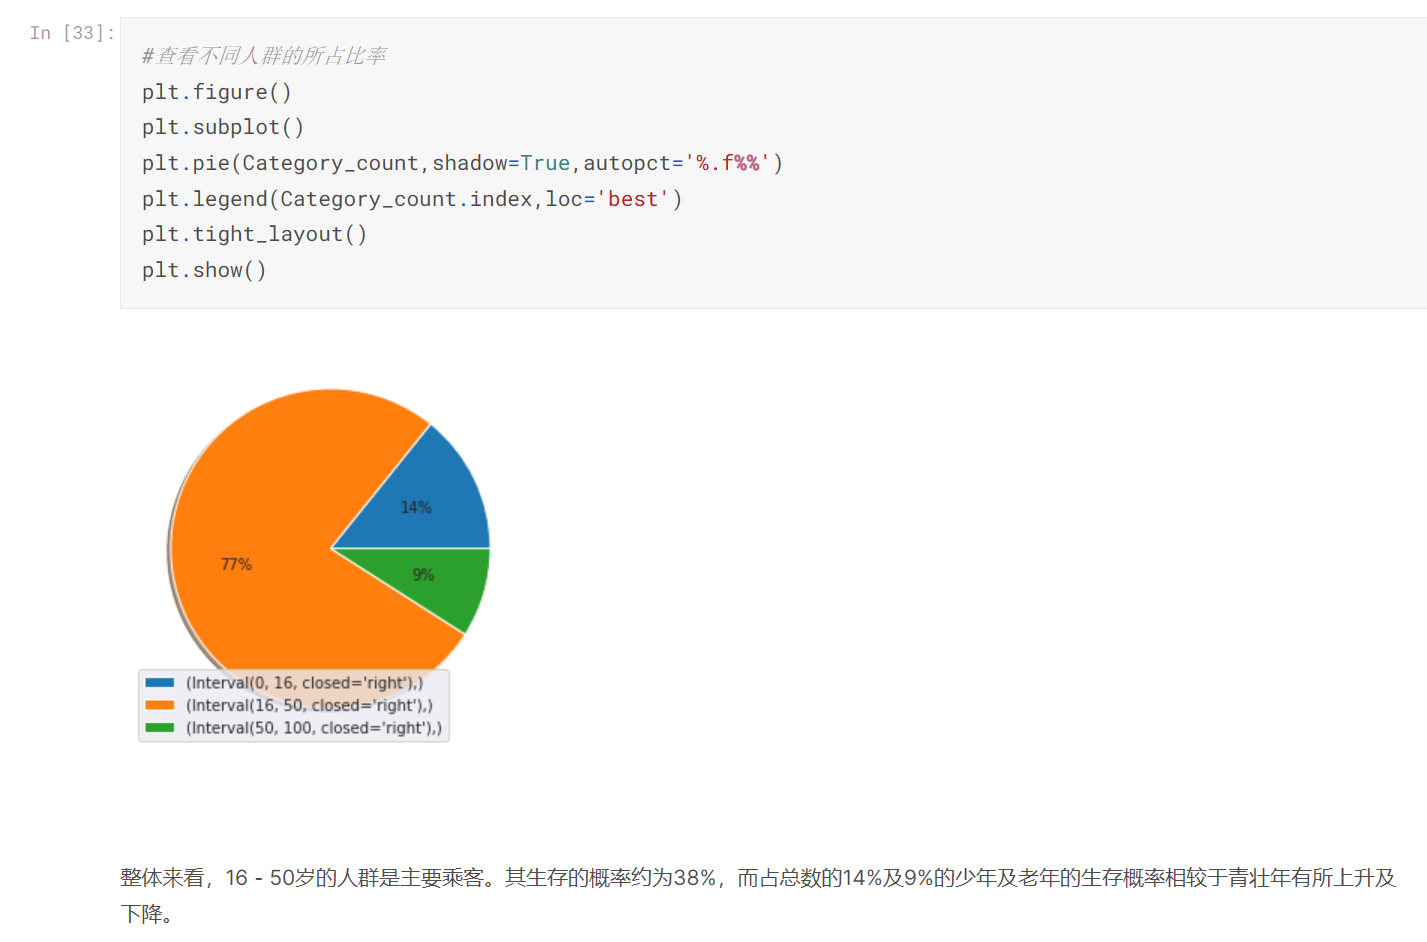 In [33]:
#查看不同人群的所占比率
plt.figure()
plt.subplot()
plt.pie(Category_count,shadow=True,autopct='%.f%%')
plt.legend(Category_count.index,loc='best')
plt.tight_layout()
plt.show()
14%
77%
9%
(Interval(0, 16, closed='right'),)
(Interval(16, 50, closed='right'),)
(Interval(50, 100, closed='right'),)
整体来看，16 - 50岁的人群是主要乘客。其生存的概率约为38%，而占总数的14%及9%的少年及老年的生存概率相较于青壮年有所上升及
下降。